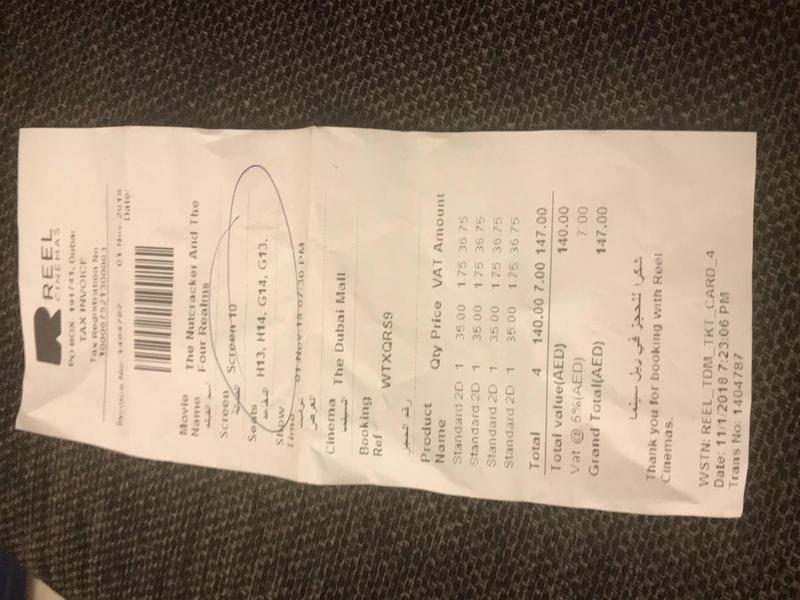 REEL
CINEMAS
PO BOX 191741, Dubai
TAX INVOICE
Tax Registration No
100067521300003
Invoice No: 1404787 01 Nov 2018
Date:
Movie Name The Nutcracker And The Four Realms
Screen Screen 10
Seats H13, H14, G14, G13,
Show Time 01 Nov 18 07:30 PM
Cinema The Dubai Mall
Booking Ref WTXQRS9
Product Name Qty Price VAT Amount
Standard 2D 1 35.00 1.75 36.75
Standard 2D 1 35.00 1.75 36.75
Standard 2D 1 35.00 1.75 36.75
Standard 2D 1 35.00 1.75 36.75
Total 4 140.00 7.00 147.00
Total value(AED) 140.00
Vat @ 5%(AED) 7.00
Grand Total(AED) 147.00
شكرا للحجز في ريل سينما
Thank you for booking with Reel
Cinemas.
WSTN: REEL_TDM_TKT_CARD_4
Date: 11/1/2018 7:23:06 PM
Trans No: 1404787